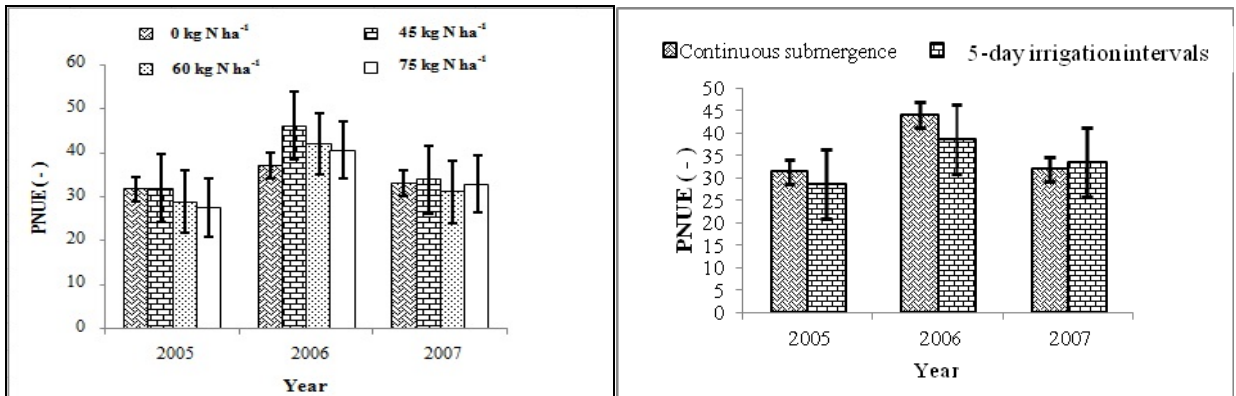 0 kg N ha⁻¹ 45 kg N ha⁻¹
60 kg N ha⁻¹ 75 kg N ha⁻¹
PNUE ( - )
60
50
40
30
20
10
0
2005 2006 2007
Year
Continuous submergence 5-day irrigation intervals
PNUE ( - )
50
45
40
35
30
25
20
15
10
5
0
2005 2006 2007
Year